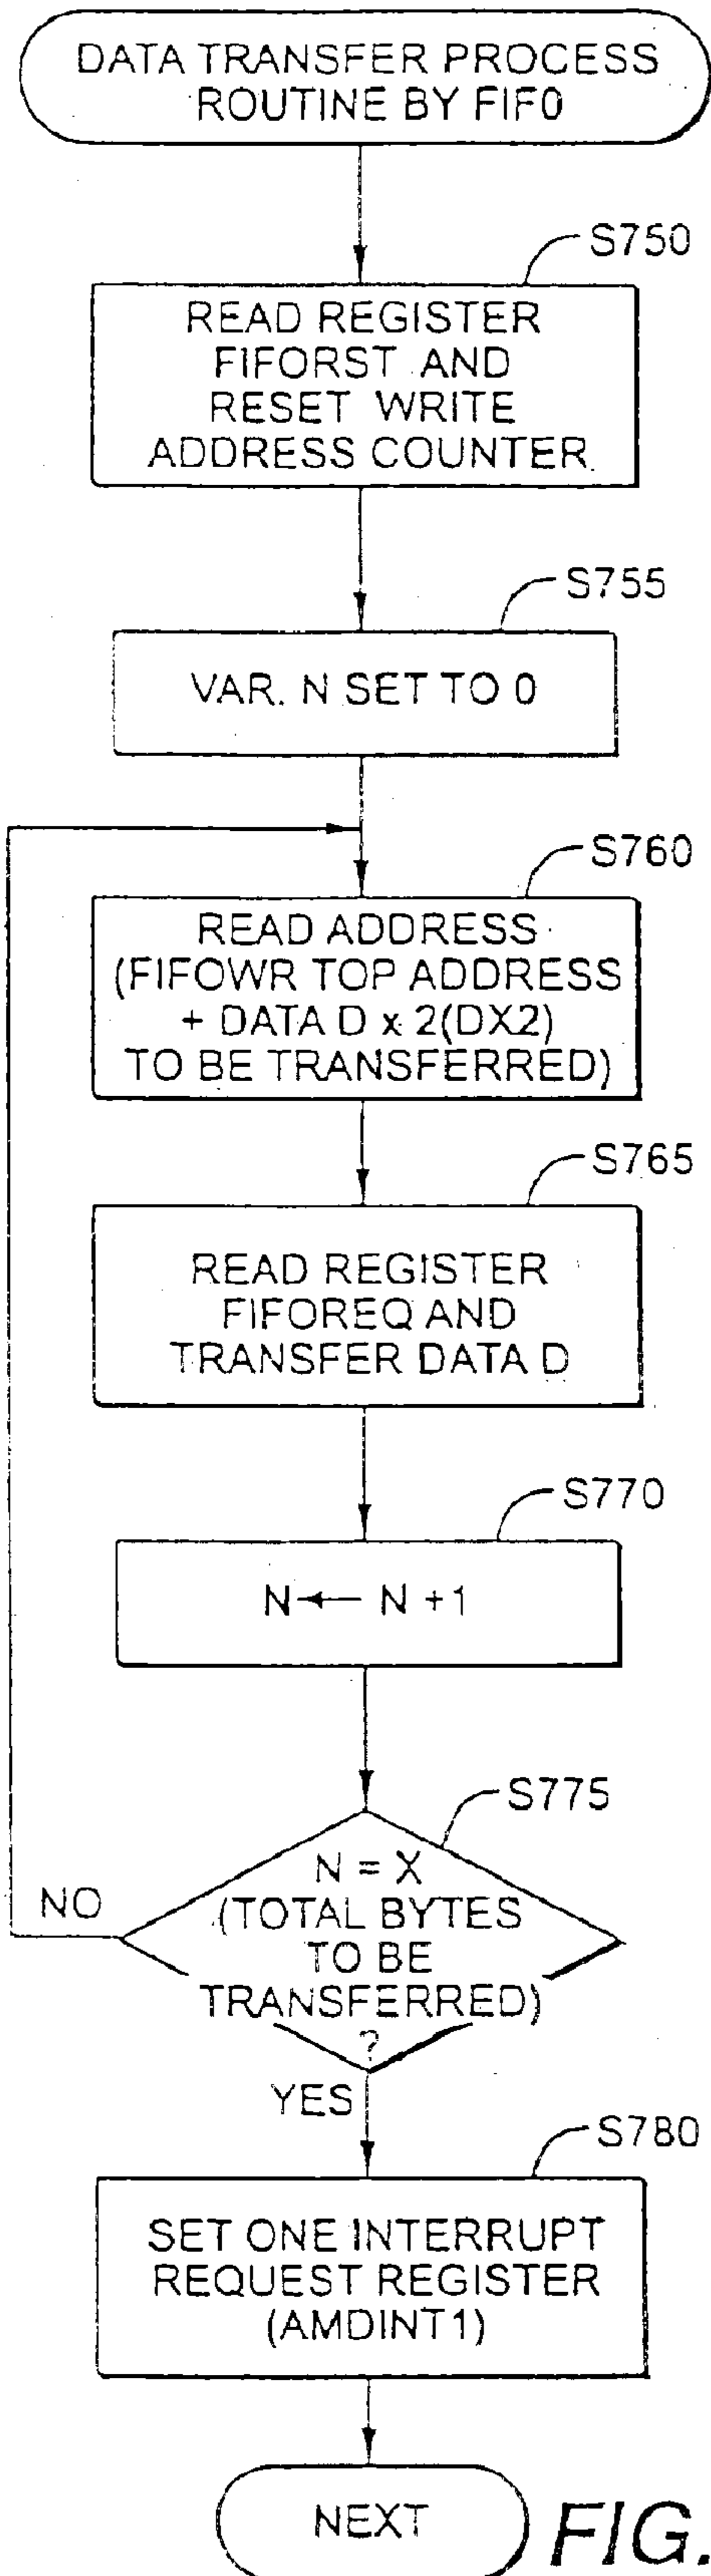 DATA TRANSFER PROCESS
ROUTINE BY FIFO
S750
READ REGISTER
FIFORST AND
RESET WRITE
ADDRESS COUNTER
S755
VAR. N SET TO 0
S760
READ ADDRESS
(FIFOWR TOP ADDRESS
+ DATA D x 2(DX2)
TO BE TRANSFERRED)
S765
READ REGISTER
FIFOREQ AND
TRANSFER DATA D
S770
N ← N +1
S775
N = X
(TOTAL BYTES
TO BE
TRANSFERRED)
?
NO
YES
S780
SET ONE INTERRUPT
REQUEST REGISTER
(AMDINT1)
NEXT
FIG.